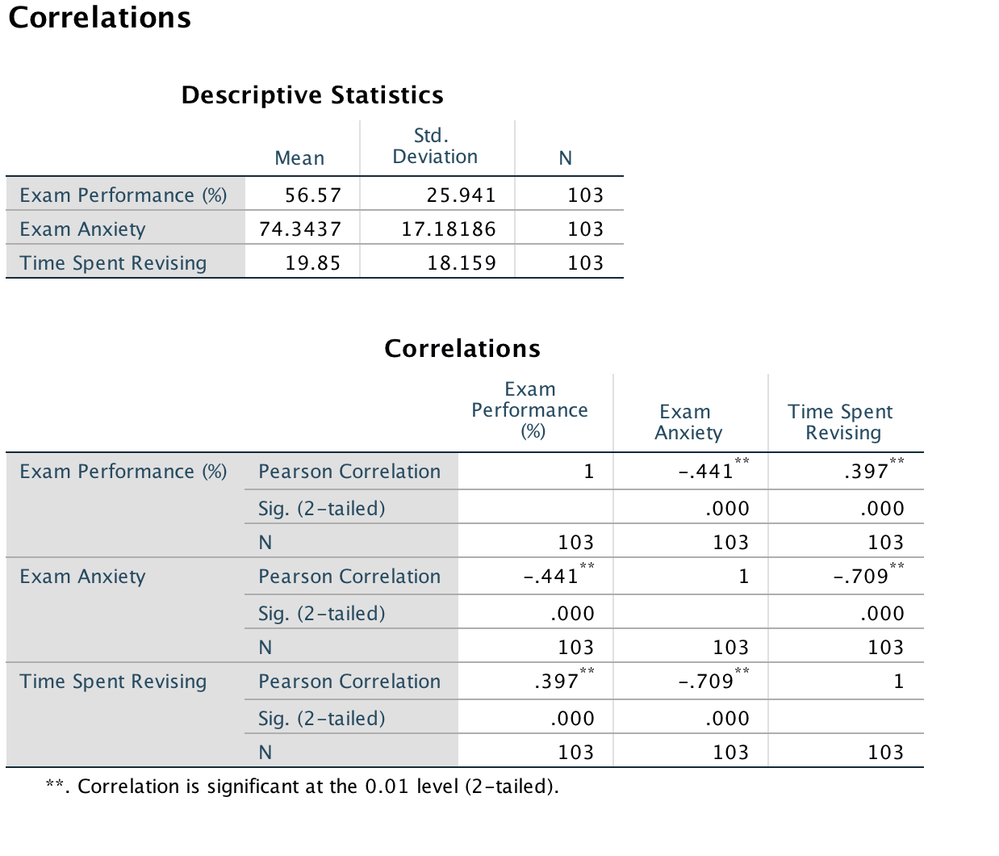 Correlations
Descriptive Statistics
Mean Std. Deviation N
Exam Performance (%) 56.57 25.941 103
Exam Anxiety 74.3437 17.18186 103
Time Spent Revising 19.85 18.159 103
Correlations
Exam Performance (%) Exam Anxiety Time Spent Revising
Exam Performance (%) Pearson Correlation 1 -.441** .397**
Sig. (2-tailed) .000 .000
N 103 103 103
Exam Anxiety Pearson Correlation -.441** 1 -.709**
Sig. (2-tailed) .000 .000
N 103 103 103
Time Spent Revising Pearson Correlation .397** -.709** 1
Sig. (2-tailed) .000 .000
N 103 103 103
**. Correlation is significant at the 0.01 level (2-tailed).